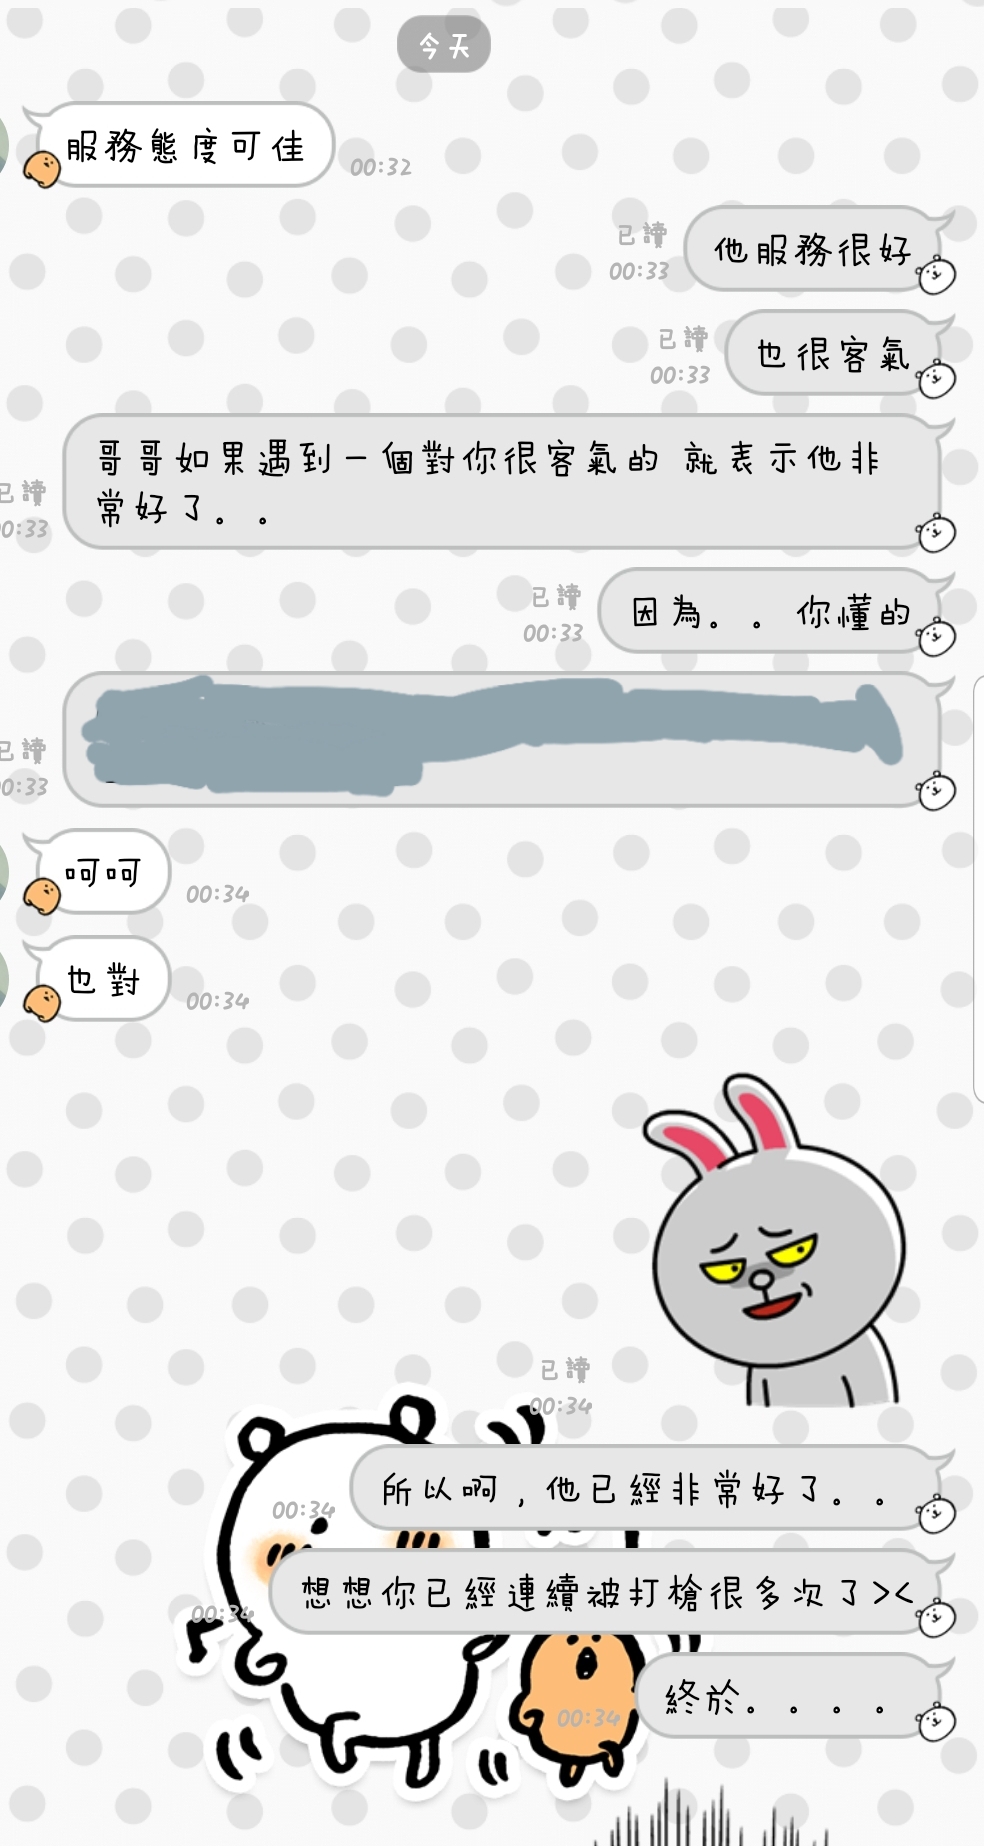 今天
服務態度可佳
00:32
已讀
00:33
他服務很好
已讀
00:33
也很客氣
哥哥如果遇到一個對你很客氣的 就表示他非
常好了。。
已讀
0:33
已讀
00:33
因為。。 你懂的
已讀
0:33
呵呵
00:34
也對
00:34
已讀
00:34
所以啊,他已經非常好了。。
00:34
想想你已經連續被打槍很多次了><
00:34
終於。。。。
00:34